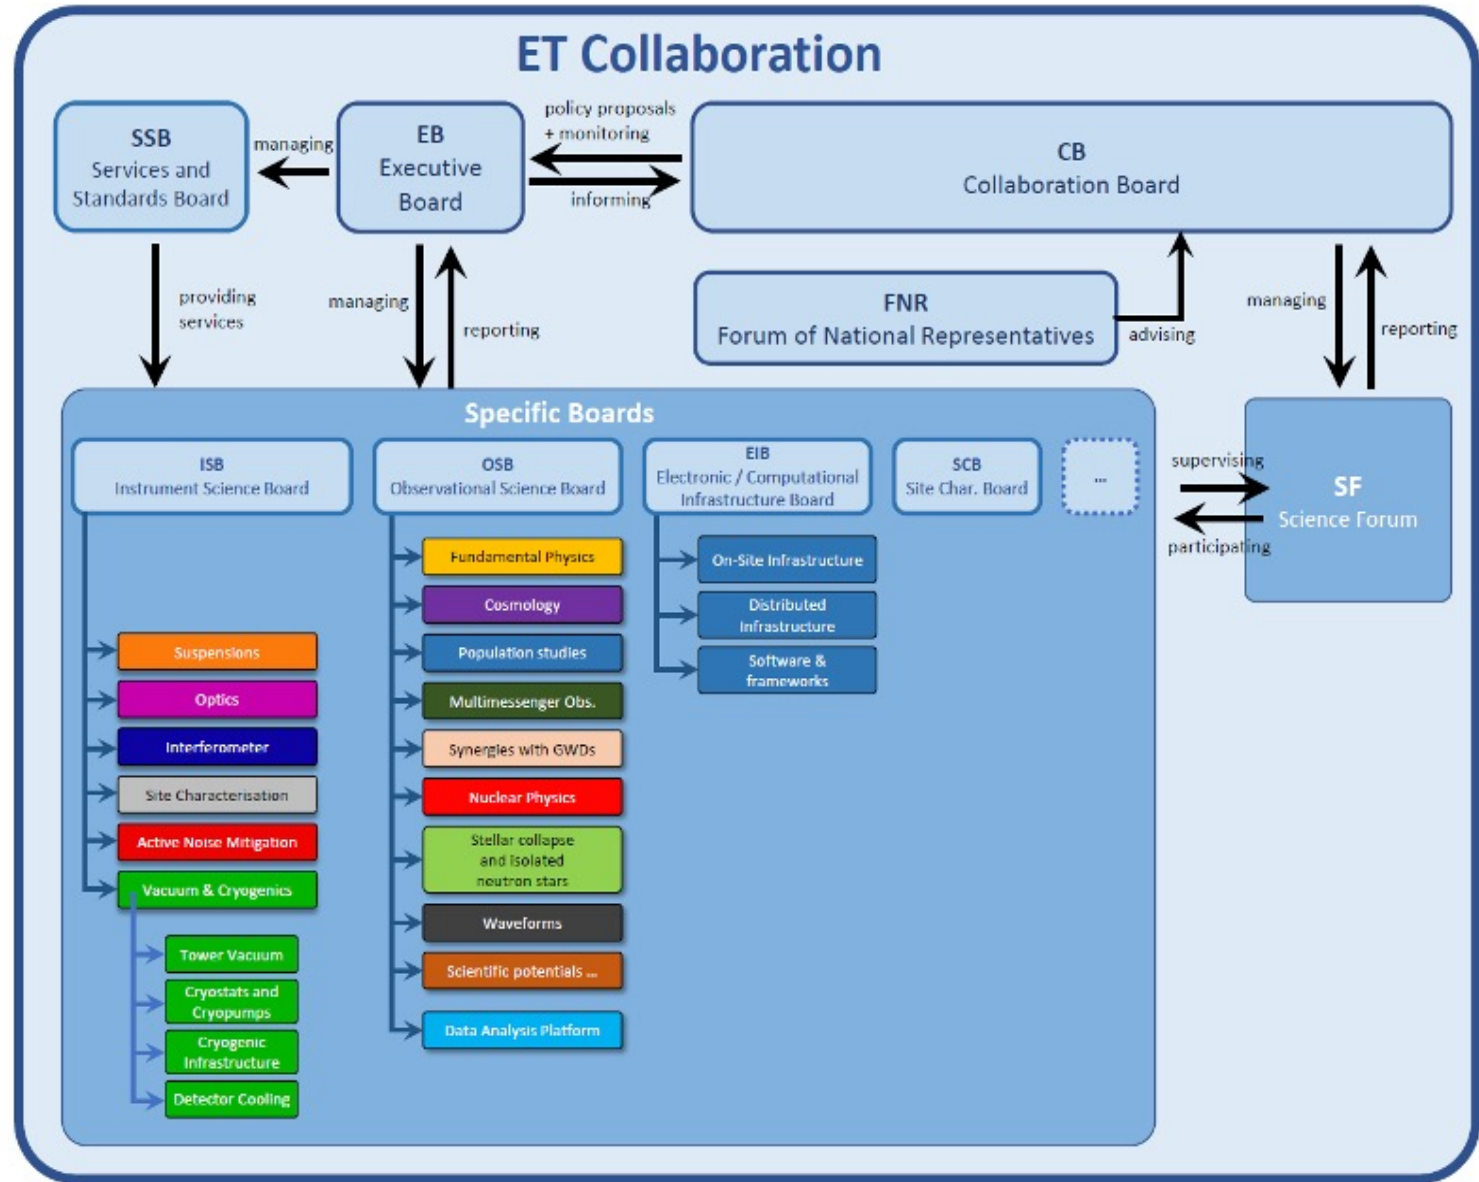 ET Collaboration
SSB
Services and
Standards Board
managing
EB
Executive
Board
policy proposals
+ monitoring
informing
CB
Collaboration Board
providing
services
managing
reporting
FNR
Forum of National Representatives
advising
managing
reporting
Specific Boards
ISB
Instrument Science Board
OSB
Observational Science Board
EIB
Electronic / Computational
Infrastructure Board
SCB
Site Char. Board
...
supervising
participating
SF
Science Forum
Suspensions
Optics
Interferometer
Site Characterisation
Active Noise Mitigation
Vacuum & Cryogenics
Tower Vacuum
Cryostats and
Cryopumps
Cryogenic
Infrastructure
Detector Cooling
Fundamental Physics
Cosmology
Population studies
Multimessenger Obs.
Synergies with GWDs
Nuclear Physics
Stellar collapse
and isolated
neutron stars
Waveforms
Scientific potentials ...
Data Analysis Platform
On-Site Infrastructure
Distributed
Infrastructure
Software &
frameworks